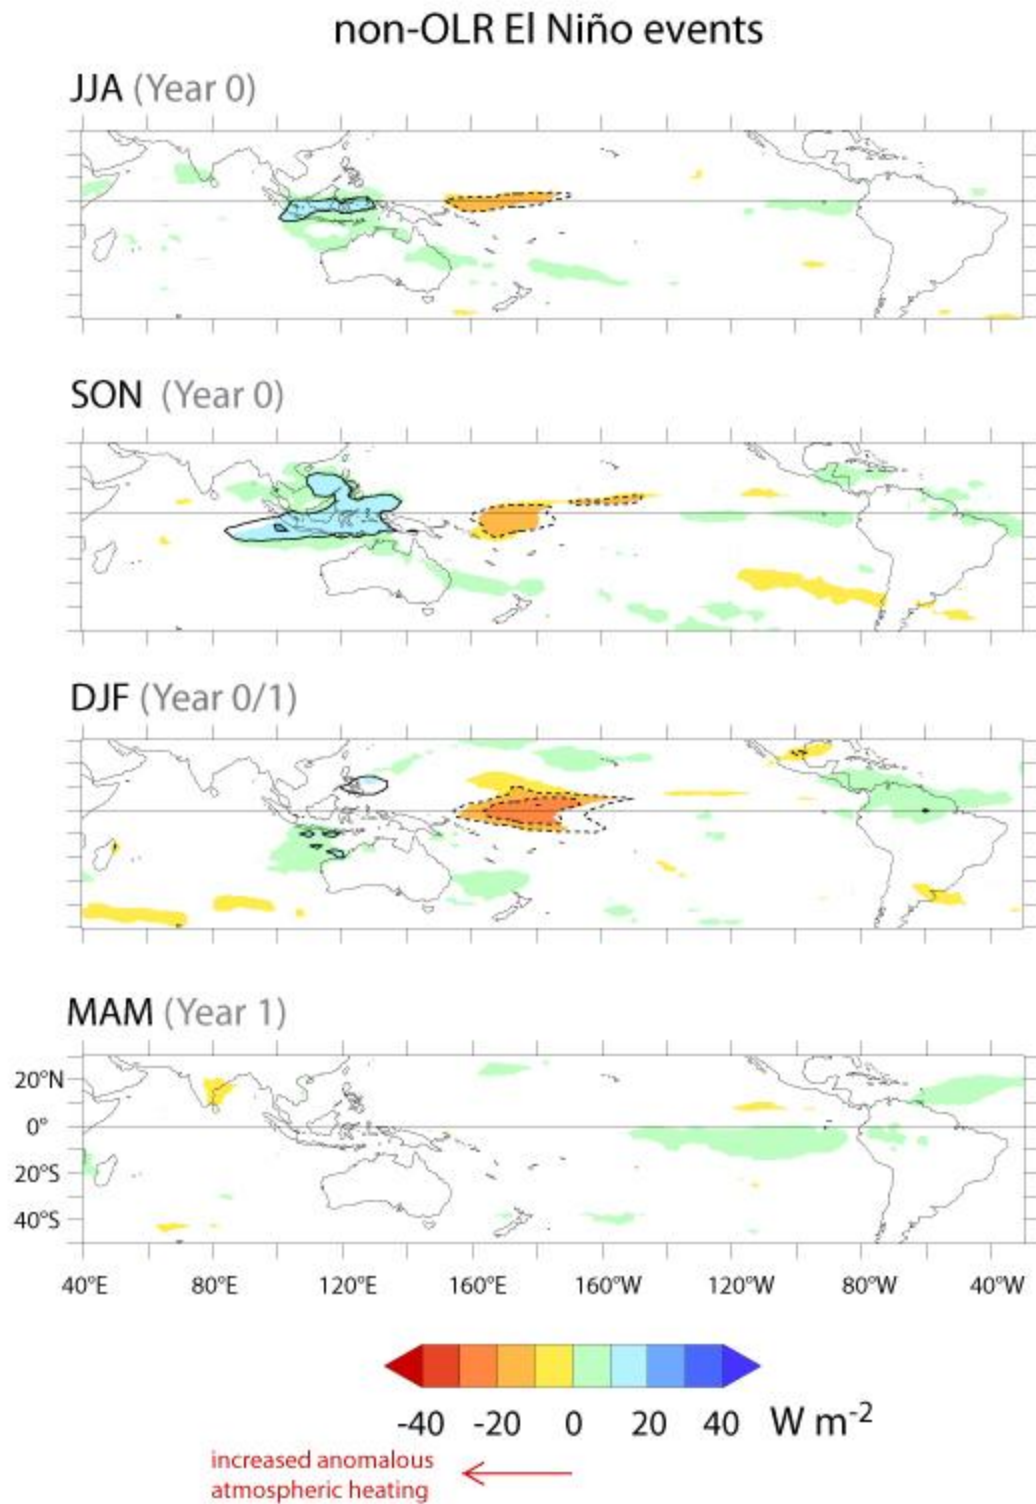 non-OLR El Niño events
JJA (Year 0)
SON (Year 0)
DJF (Year 0/1)
MAM (Year 1)
20°N
0°
20°S
40°S
40°E 80°E 120°E 160°E 160°W 120°W 80°W 40°W
-40 -20 0 20 40 W m-2
increased anomalous
atmospheric heating